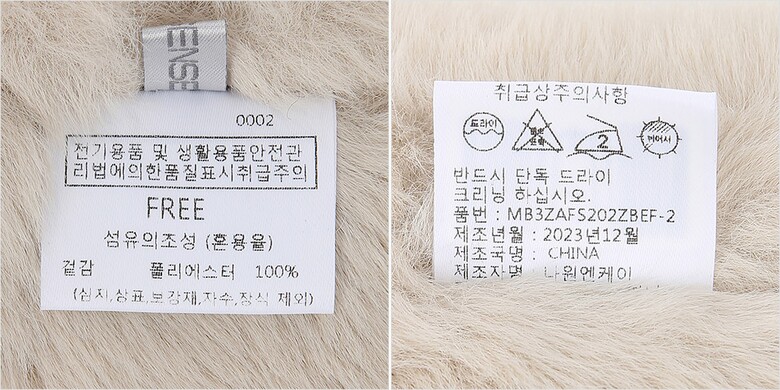 ENSE
0002
전기용품 및 생활용품안전관
리법에의한품질표시취급주의
FREE
섬유의조성 (혼용율)
겉감 폴리에스터 100%
(심지,상표,보강재,자수,장식 제외)
취급상주의사항
드라이
2
뉘어서
반드시 단독 드라이
크리닝 하십시오.
품번 : MB3ZAFS202ZBEF-2
제조년월 : 2023년12월
제조국명 : CHINA
제조자명 : 나원엔케이